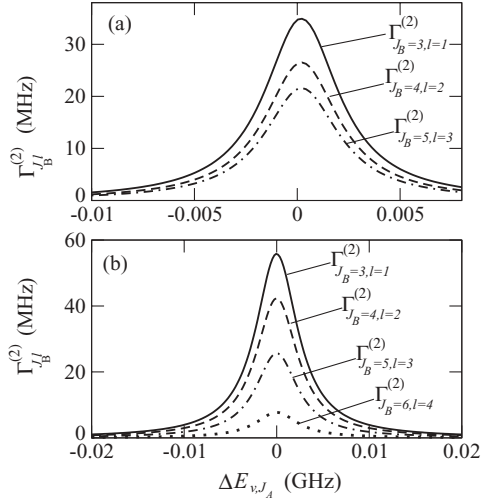 (a)
Γ^(2)_{J_B=3,l=1}
Γ^(2)_{J_B=4,l=2}
Γ^(2)_{J_B=5,l=3}
Γ^(2)_{J_B l} (MHz)
30
20
10
0
-0.01 -0.005 0 0.005
60
(b)
Γ^(2)_{J_B=3,l=1}
Γ^(2)_{J_B=4,l=2}
Γ^(2)_{J_B=5,l=3}
Γ^(2)_{J_B=6,l=4}
Γ^(2)_{J_B l} (MHz)
40
20
0
-0.02 -0.01 0 0.01 0.02
ΔE_{v,J_A} (GHz)